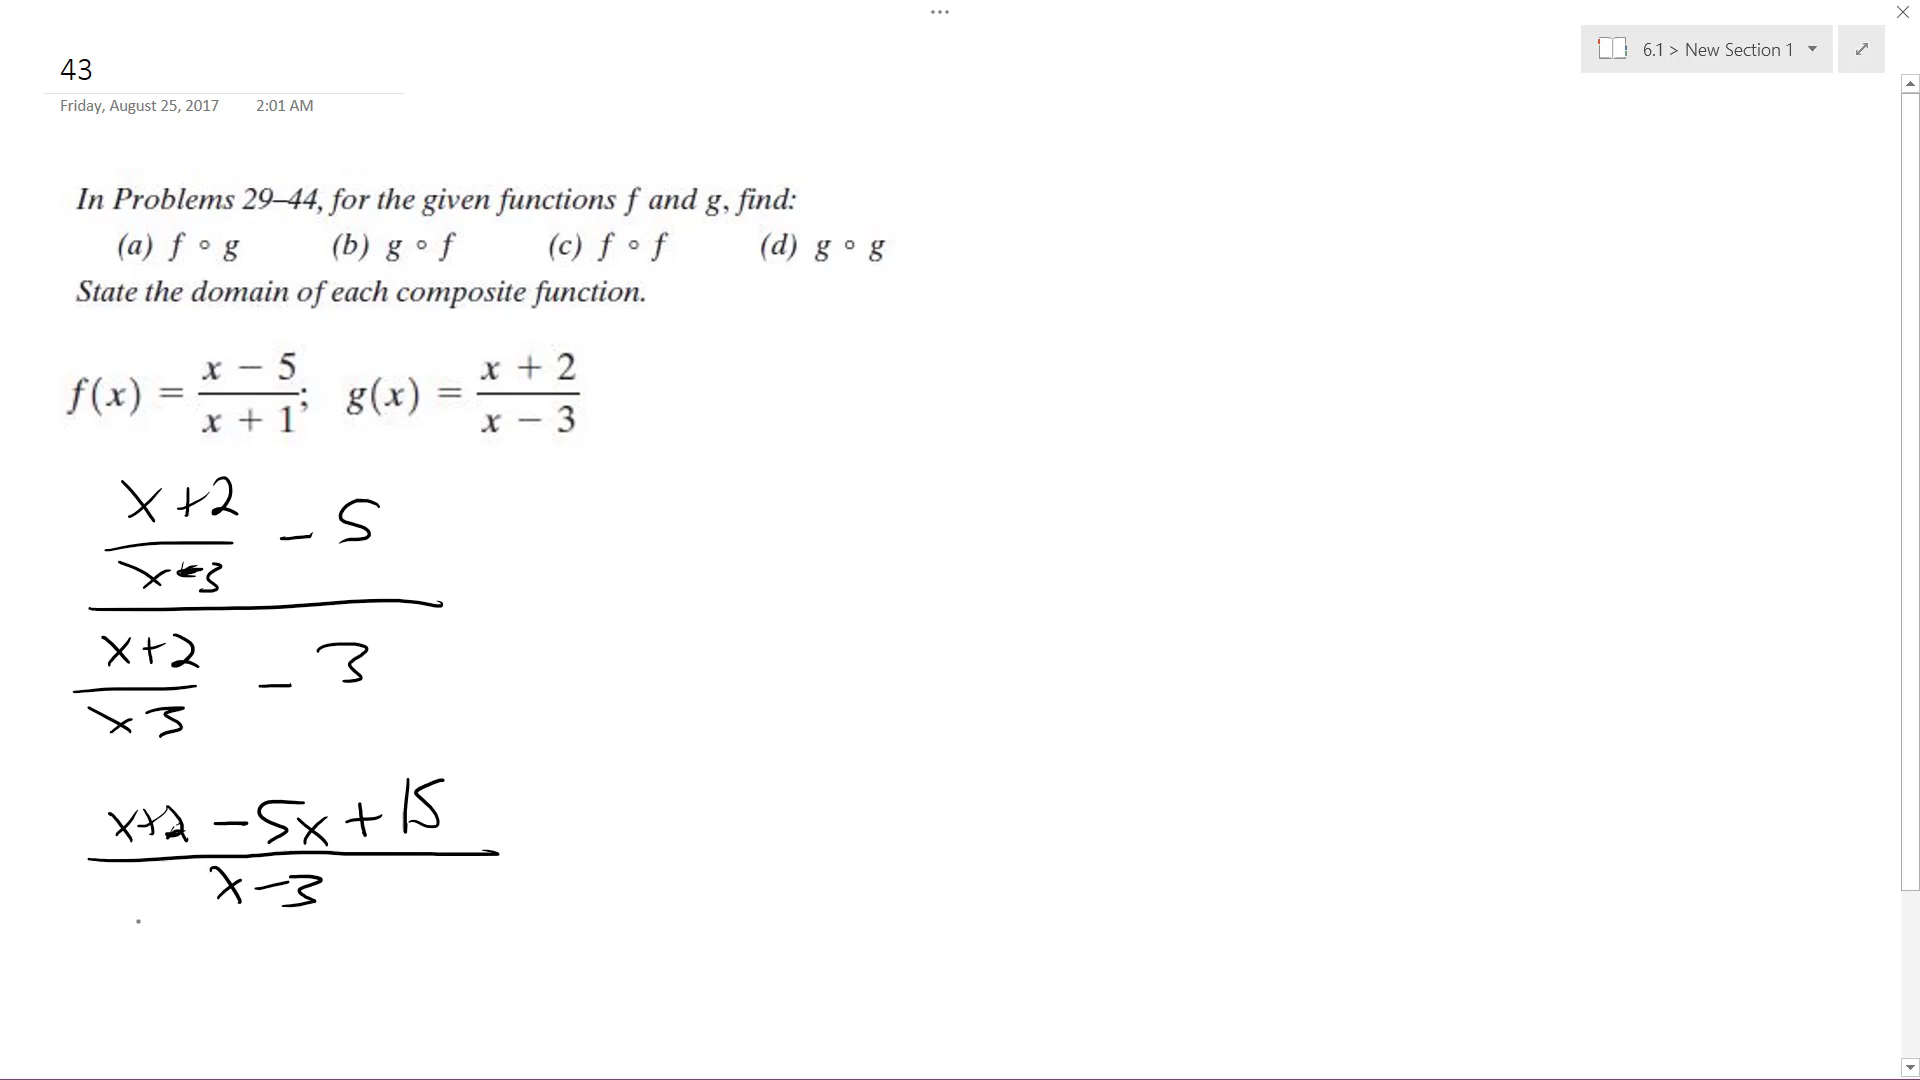 ...
6.1 > New Section 1
43
Friday, August 25, 2017 2:01 AM
In Problems 29–44, for the given functions f and g, find:
(a) f ∘ g (b) g ∘ f (c) f ∘ f (d) g ∘ g
State the domain of each composite function.
f(x) = (x − 5)/(x + 1); g(x) = (x + 2)/(x − 3)
x+2
— - 5
x-3
x+2
— - 3
x 3
x+2 -5x+15
x-3